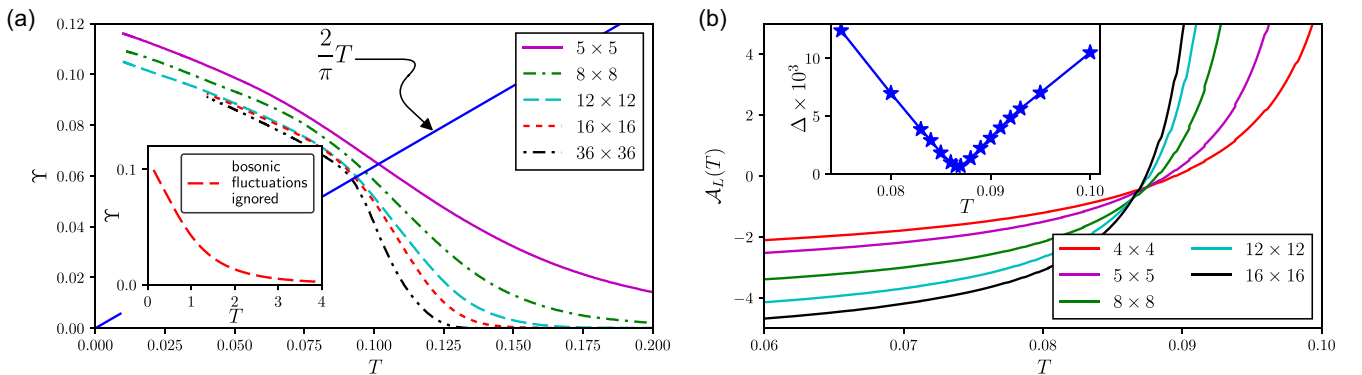 (a)
Υ
0.12
0.10
0.08
0.06
0.04
0.02
0.00
0.000 0.025 0.050 0.075 0.100 0.125 0.150 0.175 0.200
T
2/π T
5 × 5
8 × 8
12 × 12
16 × 16
36 × 36
bosonic
fluctuations
ignored
Υ
0.1
0.0
0 1 2 3 4
T
(b)
𝒜_L(T)
4
2
0
−2
−4
0.06 0.07 0.08 0.09 0.10
T
Δ × 10³
10
5
0
0.08 0.09 0.10
T
4 × 4
5 × 5
8 × 8
12 × 12
16 × 16